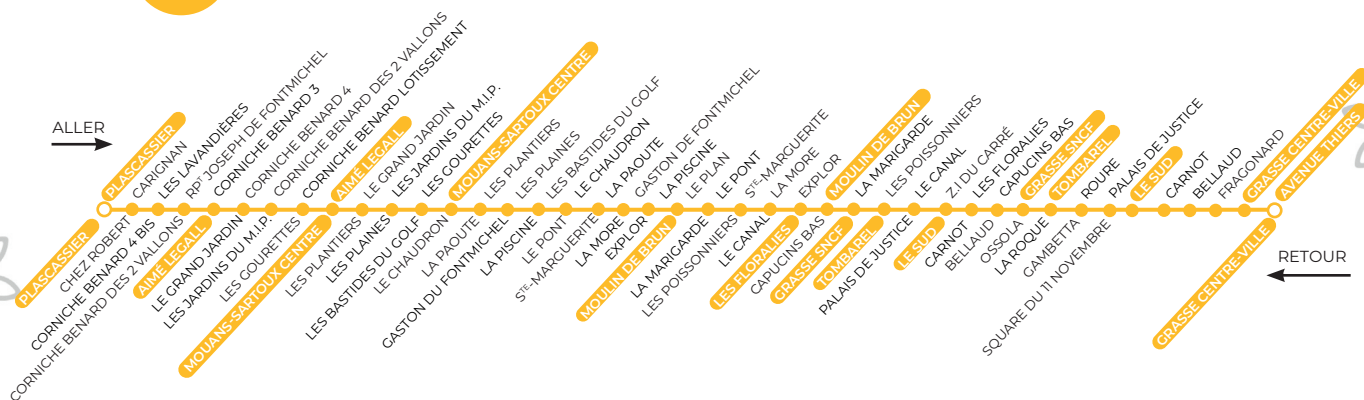 ALLER
PLASCASSIER
CARIGNAN
LES LAVANDIÈRES
RPT JOSEPH DE FONTMICHEL
CORNICHE BENARD 3
CORNICHE BENARD 4
CORNICHE BENARD DES 2 VALLONS
CORNICHE BENARD LOTISSEMENT
AIMÉ LEGALL
LE GRAND JARDIN
LES JARDINS DU M.I.P.
LES GOURETTES
MOUANS-SARTOUX CENTRE
LES PLANTIERS
LES PLAINES
LES BASTIDES DU GOLF
LE CHAUDRON
LA PAOUTE
GASTON DE FONTMICHEL
LA PISCINE
LE PLAN
LE PONT
STE-MARGUERITE
LA MORE
EXPLOR
MOULIN DE BRUN
LA MARIGARDE
LES POISSONNIERS
LE CANAL
Z.I DU CARRÉ
LES FLORALIES
CAPUCINS BAS
GRASSE SNCF
TOMBAREL
ROURE
PALAIS DE JUSTICE
LE SUD
CARNOT
BELLAUD
FRAGONARD
GRASSE CENTRE-VILLE
AVENUE THIERS
PLASCASSIER
CHEZ ROBERT
CORNICHE BENARD 4 BIS
CORNICHE BENARD DES 2 VALLONS
AIMÉ LEGALL
LE GRAND JARDIN
LES JARDINS DU M.I.P.
LES GOURETTES
MOUANS-SARTOUX CENTRE
LES PLANTIERS
LES PLAINES
LES BASTIDES DU GOLF
LE CHAUDRON
LA PAOUTE
GASTON DU FONTMICHEL
LA PISCINE
LE PONT
STE-MARGUERITE
LA MORE
EXPLOR
MOULIN DE BRUN
LA MARIGARDE
LES POISSONNIERS
LE CANAL
LES FLORALIES
CAPUCINS BAS
GRASSE SNCF
TOMBAREL
PALAIS DE JUSTICE
LE SUD
CARNOT
BELLAUD
OSSOLA
LA ROQUE
GAMBETTA
SQUARE DU 11 NOVEMBRE
GRASSE CENTRE-VILLE
RETOUR